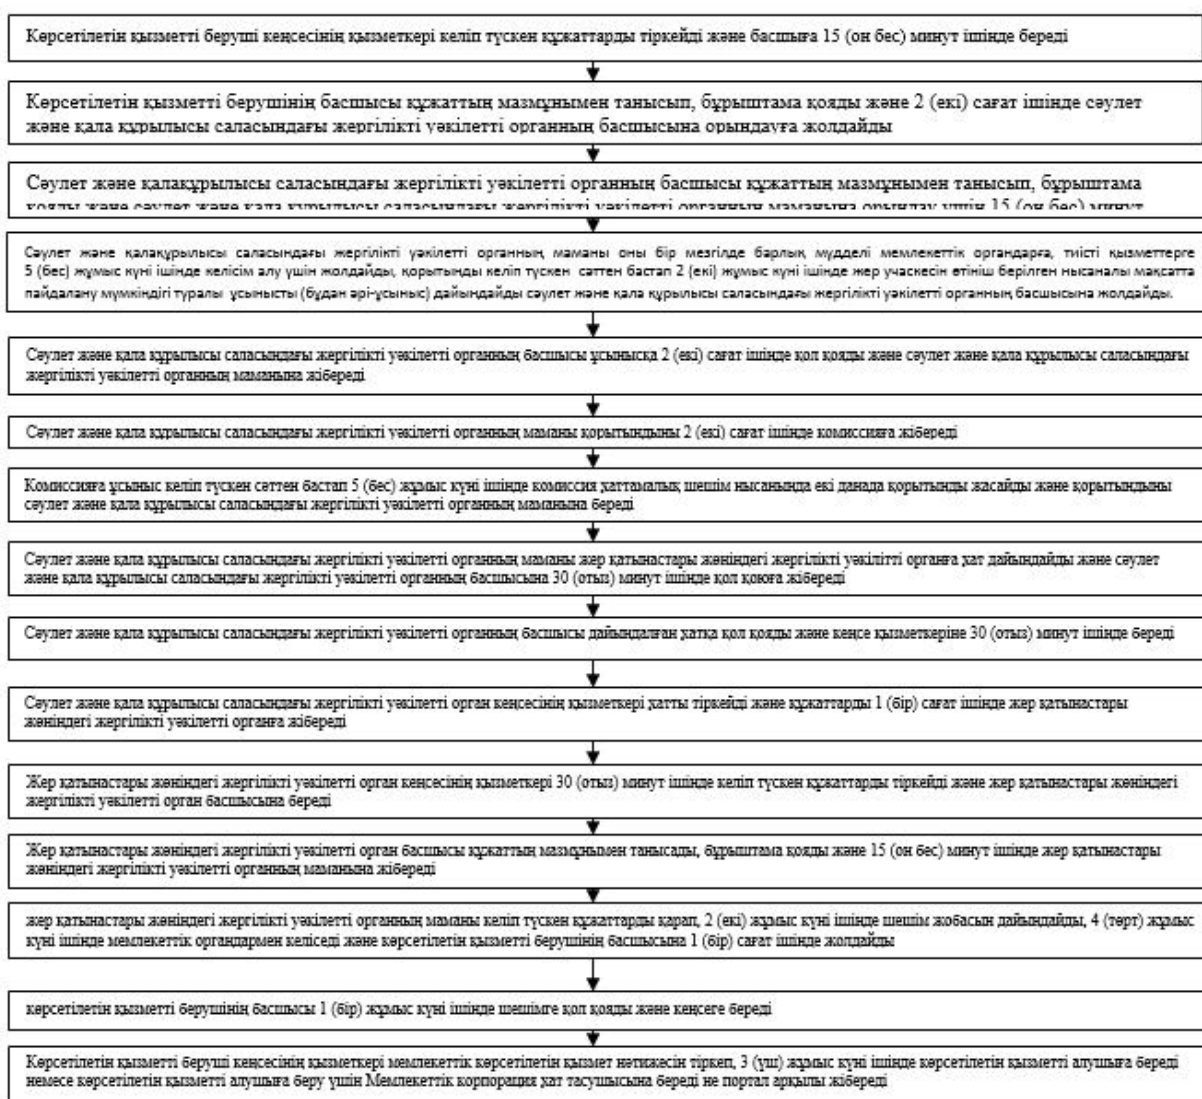 Көрсетілетін қызметті беруші кеңсесінің қызметкері келіп түскен құжаттарды тіркейді және басшыға 15 (он бес) минут ішінде береді
Көрсетілетін қызметті берушінің басшысы құжаттың мазмұнымен танысып, бұрыштама қояды және 2 (екі) сағат ішінде сәулет
және қала құрылысы саласындағы жергілікті уәкілетті органның басшысына орындауға жолдайды
Сәулет және қалақұрылысы саласындағы жергілікті уәкілетті органның басшысы құжаттың мазмұнымен танысып, бұрыштама
қояды және сәулет және қала құрылысы саласындағы жергілікті уәкілетті органның маманына орындау үшін 15 (он бес) минут
Сәулет және қалақұрылысы саласындағы жергілікті уәкілетті органның маманы оны бір мезгілде барлық мүдделі мемлекеттік органдарға, тиісті қызметтерге
5 (бес) жұмыс күні ішінде келісім алу үшін жолдайды, қорытынды келіп түскен сәттен бастап 2 (екі) жұмыс күні ішінде жер учаскесін өтініш берілген нысаналы мақсатта
пайдалану мүмкіндігі туралы ұсынысты (бұдан әрі-ұсыныс) дайындайды сәулет және қала құрылысы саласындағы жергілікті уәкілетті органның басшысына жолдайды.
Сәулет және қала құрылысы саласындағы жергілікті уәкілетті органның басшысы ұсынысқа 2 (екі) сағат ішінде қол қояды және сәулет және қала құрылысы саласындағы
жергілікті уәкілетті органның маманына жібереді
Сәулет және қала құрылысы саласындағы жергілікті уәкілетті органның маманы қорытындыны 2 (екі) сағат ішінде комиссияға жібереді
Комиссияға ұсыныс келіп түскен сәттен бастап 5 (бес) жұмыс күні ішінде комиссия хаттамалық шешім нысанында екі данада қорытынды жасайды және қорытындыны
сәулет және қала құрылысы саласындағы жергілікті уәкілетті органның маманына береді
Сәулет және қала құрылысы саласындағы жергілікті уәкілетті органның маманы жер қатынастары жөніндегі жергілікті уәкілітті органға хат дайындайды және сәулет
және қала құрылысы саласындағы жергілікті уәкілетті органның басшысына 30 (отыз) минут ішінде қол қоюға жібереді
Сәулет және қала құрылысы саласындағы жергілікті уәкілетті органның басшысы дайындалған хатқа қол қояды және кеңсе қызметкеріне 30 (отыз) минут ішінде береді
Сәулет және қала құрылысы саласындағы жергілікті уәкілетті орган кеңсесінің қызметкері хатты тіркейді және құжаттарды 1 (бір) сағат ішінде жер қатынастары
жөніндегі жергілікті уәкілетті органға жібереді
Жер қатынастары жөніндегі жергілікті уәкілетті орган кеңсесінің қызметкері 30 (отыз) минут ішінде келіп түскен құжаттарды тіркейді және жер қатынастары жөніндегі
жергілікті уәкілетті орган басшысына береді
Жер қатынастары жөніндегі жергілікті уәкілетті орган басшысы құжаттың мазмұнымен танысады, бұрыштама қояды және 15 (он бес) минут ішінде жер қатынастары
жөніндегі жергілікті уәкілетті органның маманына жібереді
жер қатынастары жөніндегі жергілікті уәкілетті органның маманы келіп түскен құжаттарды қарап, 2 (екі) жұмыс күні ішінде шешім жобасын дайындайды, 4 (төрт) жұмыс
күні ішінде мемлекеттік органдармен келіседі және көрсетілетін қызметті берушінің басшысына 1 (бір) сағат ішінде жолдайды
көрсетілетін қызметті берушінің басшысы 1 (бір) жұмыс күні ішінде шешімге қол қояды және кеңсеге береді
Көрсетілетін қызметті беруші кеңсесінің қызметкері мемлекеттік көрсетілетін қызмет нәтижесін тіркеп, 3 (үш) жұмыс күні ішінде көрсетілетін қызметті алушыға береді
немесе көрсетілетін қызметті алушыға беру үшін Мемлекеттік корпорация хат тасушысына береді не портал арқылы жібереді